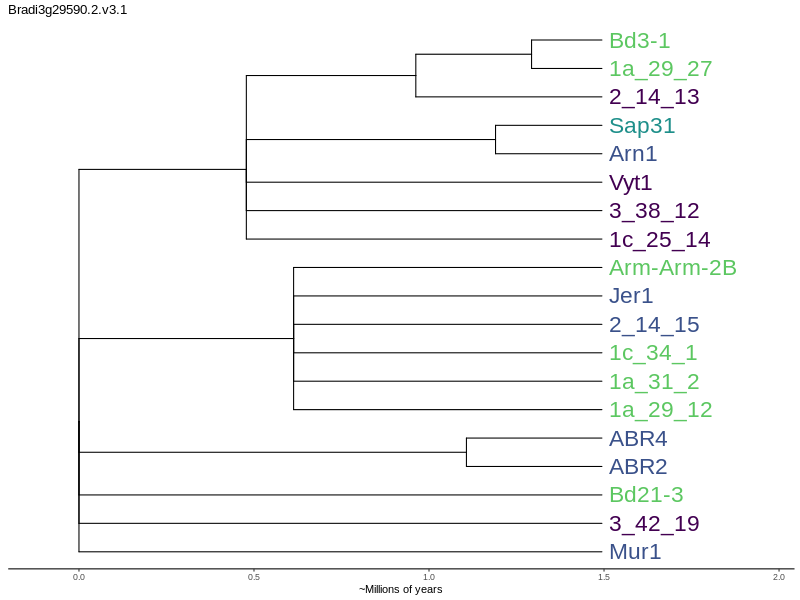 Bradi3g29590.2.v3.1
Bd3-1
1a_29_27
2_14_13
Sap31
Arn1
Vyt1
3_38_12
1c_25_14
Arm-Arm-2B
Jer1
2_14_15
1c_34_1
1a_31_2
1a_29_12
ABR4
ABR2
Bd21-3
3_42_19
Mur1
0.0 0.5 1.0 1.5 2.0
~Millions of years